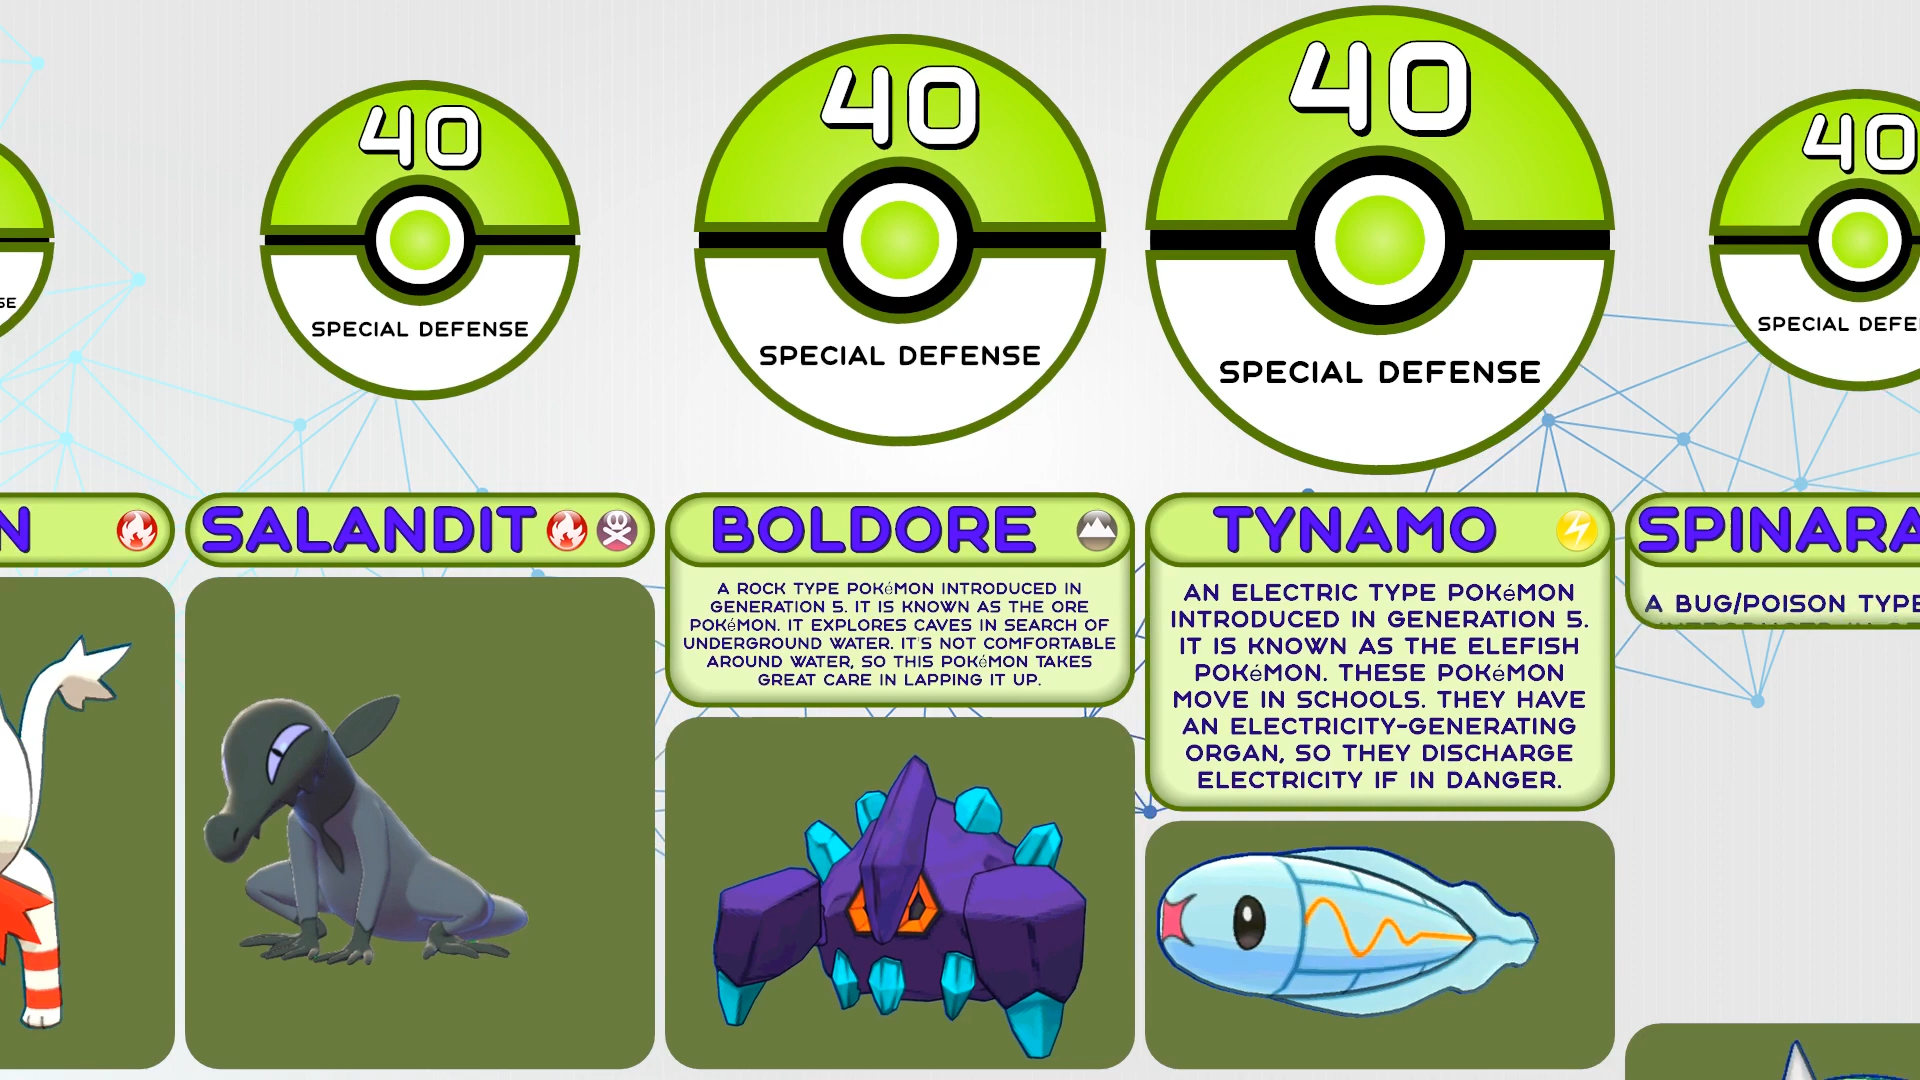 40
40
40
40
SE
SPECIAL DEFENSE
SPECIAL DEFENSE
SPECIAL DEFENSE
SPECIAL DEFE
N
SALANDIT
BOLDORE
A ROCK TYPE POKéMON INTRODUCED IN
GENERATION 5. IT IS KNOWN AS THE ORE
POKéMON. IT EXPLORES CAVES IN SEARCH OF
UNDERGROUND WATER. IT'S NOT COMFORTABLE
AROUND WATER, SO THIS POKéMON TAKES
GREAT CARE IN LAPPING IT UP.
TYNAMO
AN ELECTRIC TYPE POKéMON
INTRODUCED IN GENERATION 5.
IT IS KNOWN AS THE ELEFISH
POKéMON. THESE POKéMON
MOVE IN SCHOOLS. THEY HAVE
AN ELECTRICITY-GENERATING
ORGAN, SO THEY DISCHARGE
ELECTRICITY IF IN DANGER.
SPINARA
A BUG/POISON TYPE